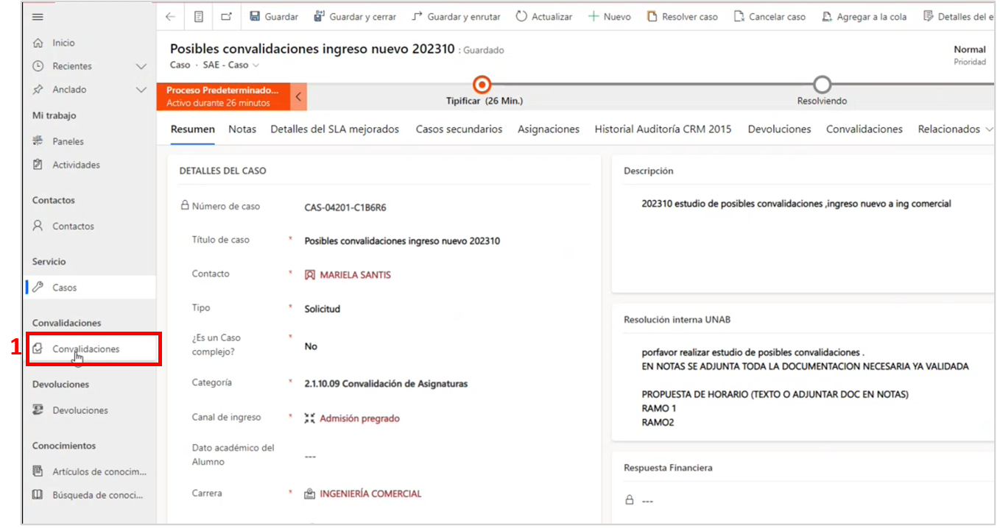 Guardar
Guardar y cerrar
Guardar y enrutar
Actualizar
Nuevo
Resolver caso
Cancelar caso
Agregar a la cola
Detalles del e
Inicio
Recientes
Anclado
Mi trabajo
Paneles
Actividades
Contactos
Contactos
Servicio
Casos
Convalidaciones
1
Convalidaciones
Devoluciones
Devoluciones
Conocimientos
Artículos de conocim...
Búsqueda de conoci...
Posibles convalidaciones ingreso nuevo 202310 : Guardado
Caso · SAE - Caso
Normal
Prioridad
Proceso Predeterminado...
Activo durante 26 minutos
Tipificar (26 Min.)
Resolviendo
Resumen
Notas
Detalles del SLA mejorados
Casos secundarios
Asignaciones
Historial Auditoría CRM 2015
Devoluciones
Convalidaciones
Relacionados
DETALLES DEL CASO
Número de caso
CAS-04201-C1B6R6
Título de caso * Posibles convalidaciones ingreso nuevo 202310
Contacto * MARIELA SANTIS
Tipo * Solicitud
¿Es un Caso
complejo? * No
Categoría * 2.1.10.09 Convalidación de Asignaturas
Canal de ingreso * Admisión pregrado
Dato académico del
Alumno ---
Carrera * INGENIERÍA COMERCIAL
Descripción
202310 estudio de posibles convalidaciones ,ingreso nuevo a ing comercial
Resolución interna UNAB
porfavor realizar estudio de posibles convalidaciones .
EN NOTAS SE ADJUNTA TODA LA DOCUMENTACION NECESARIA YA VALIDADA
PROPUESTA DE HORARIO (TEXTO O ADJUNTAR DOC EN NOTAS)
RAMO 1
RAMO2
Respuesta Financiera
---